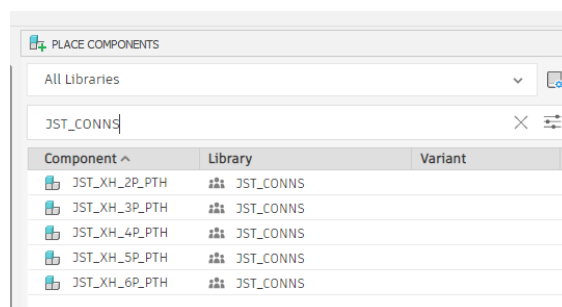 PLACE COMPONENTS
All Libraries
JST_CONNS
Component Library Variant
JST_XH_2P_PTH JST_CONNS
JST_XH_3P_PTH JST_CONNS
JST_XH_4P_PTH JST_CONNS
JST_XH_5P_PTH JST_CONNS
JST_XH_6P_PTH JST_CONNS